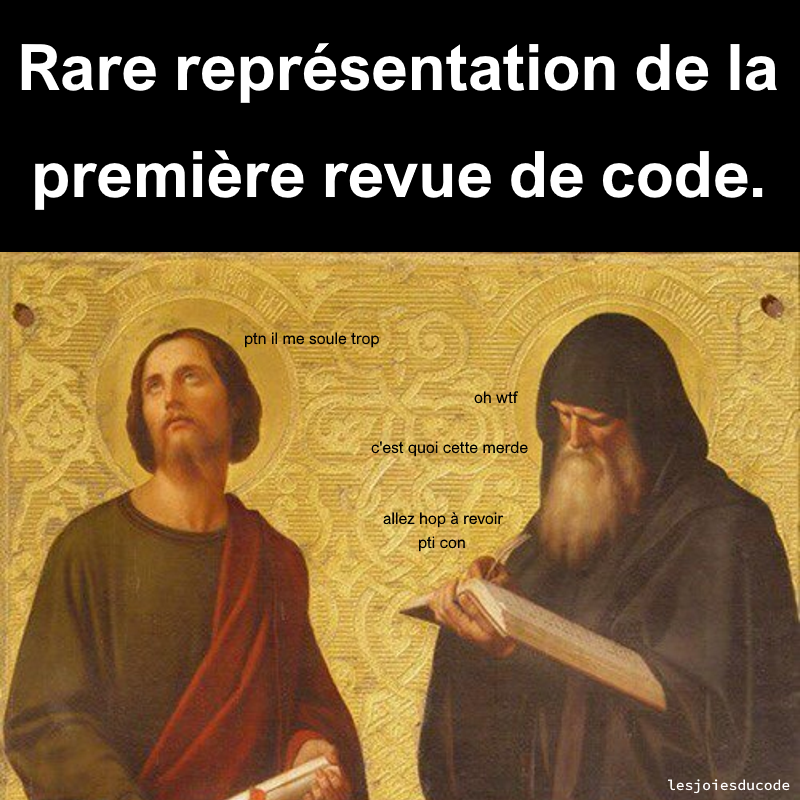 Rare représentation de la
première revue de code.
ptn il me soule trop
oh wtf
c'est quoi cette merde
allez hop à revoir
pti con
lesjoiesducode